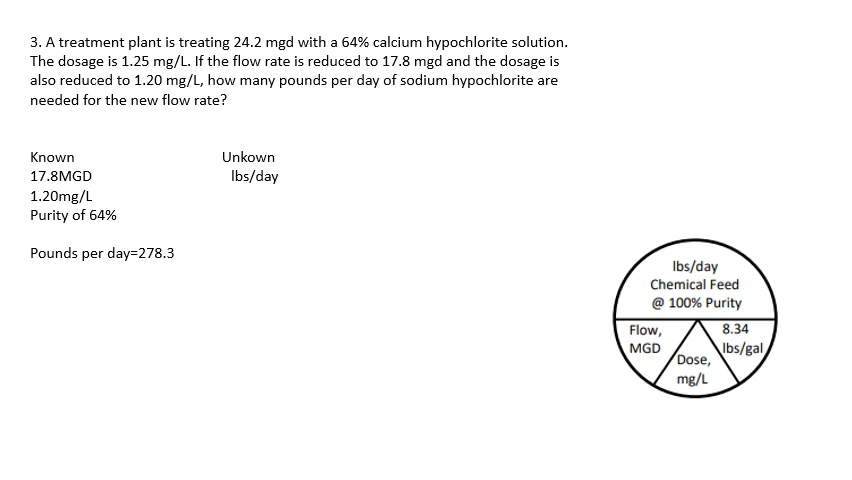 3. A treatment plant is treating 24.2 mgd with a 64% calcium hypochlorite solution.
The dosage is 1.25 mg/L. If the flow rate is reduced to 17.8 mgd and the dosage is
also reduced to 1.20 mg/L, how many pounds per day of sodium hypochlorite are
needed for the new flow rate?
Known
Unkown
17.8MGD
lbs/day
1.20mg/L
Purity of 64%
Pounds per day=278.3
lbs/day
Chemical Feed
@ 100% Purity
Flow,
MGD
Dose,
mg/L
8.34
lbs/gal